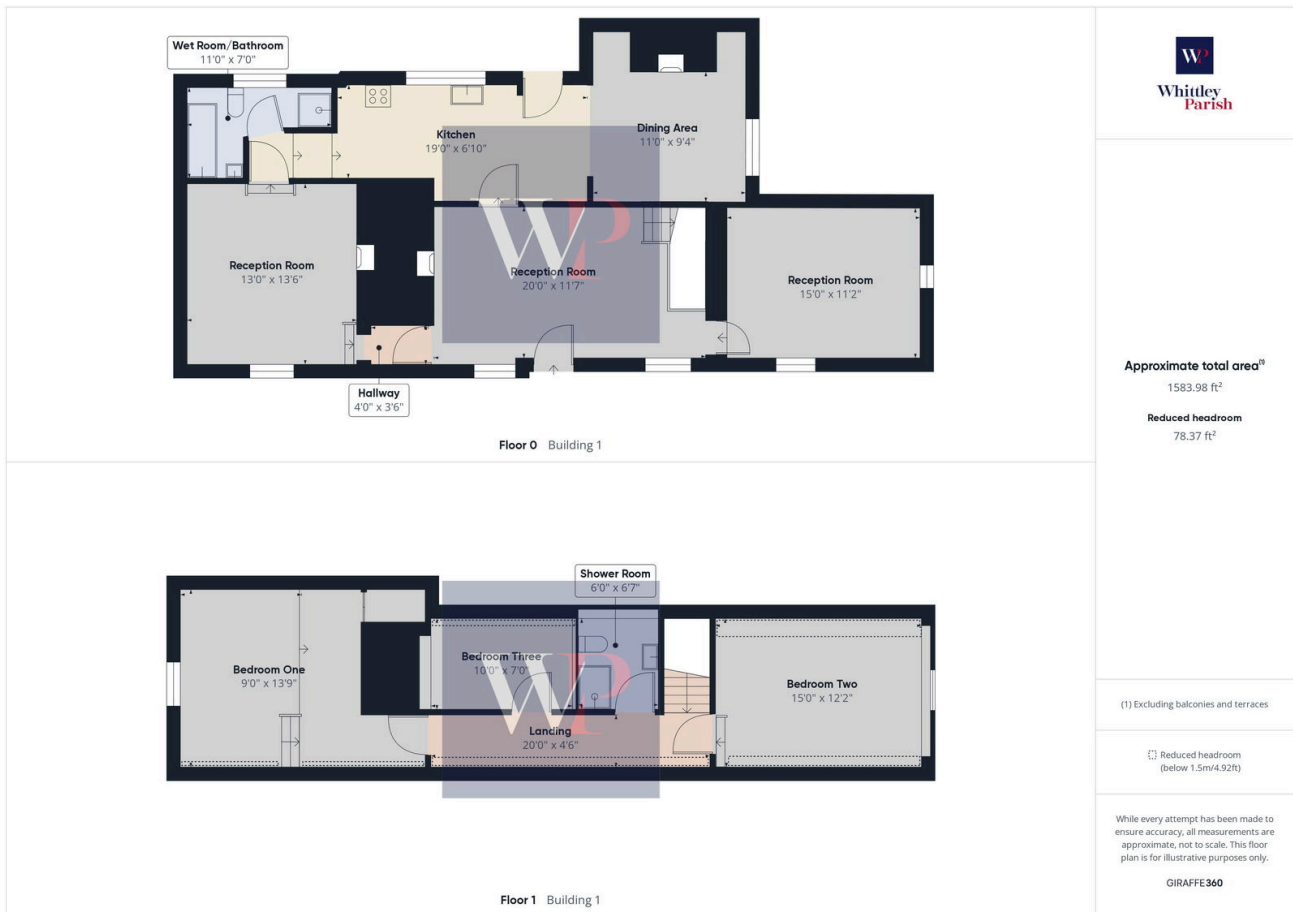 Wet Room/Bathroom
11'0" x 7'0"
Kitchen
19'0" x 6'10"
Dining Area
11'0" x 9'4"
Reception Room
13'0" x 13'6"
Reception Room
20'0" x 11'7"
Reception Room
15'0" x 11'2"
Hallway
4'0" x 3'6"
WP
Floor 0 Building 1
Shower Room
6'0" x 6'7"
Bedroom One
9'0" x 13'9"
Bedroom Three
10'0" x 7'0"
Bedroom Two
15'0" x 12'2"
Landing
20'0" x 4'6"
WP
Floor 1 Building 1
WP
Whittley
Parish
Approximate total area(1)
1583.98 ft²
Reduced headroom
78.37 ft²
(1) Excluding balconies and terraces
Reduced headroom
(below 1.5m/4.92ft)
While every attempt has been made to
ensure accuracy, all measurements are
approximate, not to scale. This floor
plan is for illustrative purposes only.
GIRAFFE360